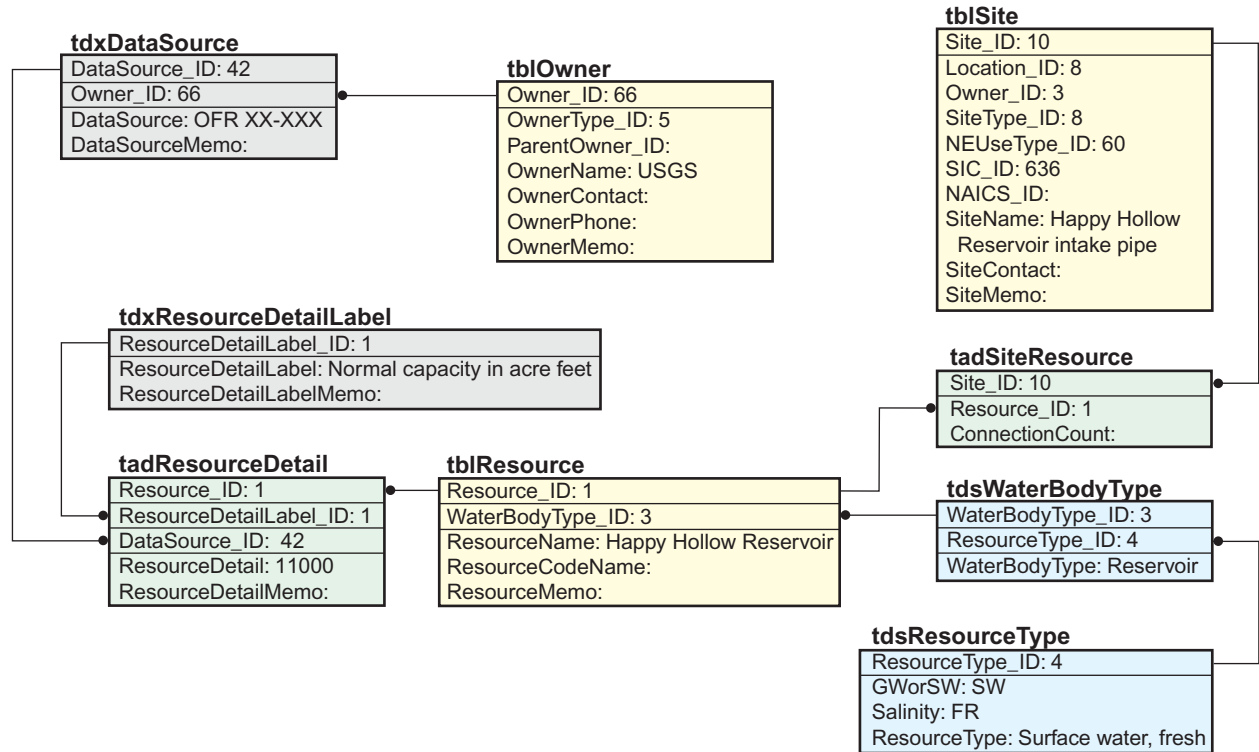 tdxDataSource
DataSource_ID: 42
Owner_ID: 66
DataSource: OFR XX-XXX
DataSourceMemo:
tblOwner
Owner_ID: 66
OwnerType_ID: 5
ParentOwner_ID:
OwnerName: USGS
OwnerContact:
OwnerPhone:
OwnerMemo:
tblSite
Site_ID: 10
Location_ID: 8
Owner_ID: 3
SiteType_ID: 8
NEUseType_ID: 60
SIC_ID: 636
NAICS_ID:
SiteName: Happy Hollow
Reservoir intake pipe
SiteContact:
SiteMemo:
tdxResourceDetailLabel
ResourceDetailLabel_ID: 1
ResourceDetailLabel: Normal capacity in acre feet
ResourceDetailLabelMemo:
tadSiteResource
Site_ID: 10
Resource_ID: 1
ConnectionCount:
tadResourceDetail
Resource_ID: 1
ResourceDetailLabel_ID: 1
DataSource_ID: 42
ResourceDetail: 11000
ResourceDetailMemo:
tblResource
Resource_ID: 1
WaterBodyType_ID: 3
ResourceName: Happy Hollow Reservoir
ResourceCodeName:
ResourceMemo:
tdsWaterBodyType
WaterBodyType_ID: 3
ResourceType_ID: 4
WaterBodyType: Reservoir
tdsResourceType
ResourceType_ID: 4
GWorSW: SW
Salinity: FR
ResourceType: Surface water, fresh